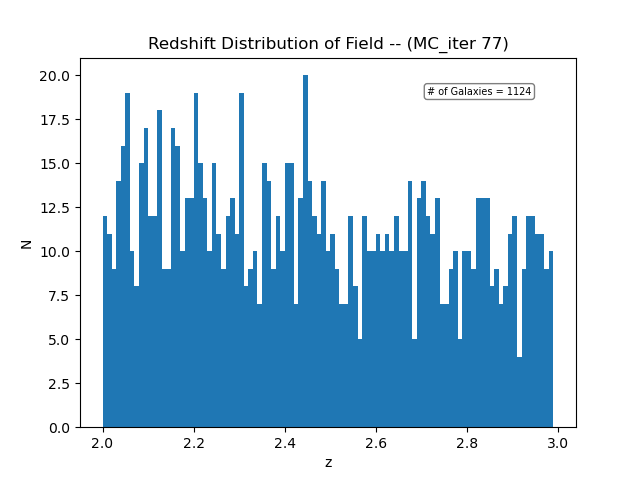 Redshift Distribution of Field -- (MC_iter 77)
# of Galaxies = 1124
20.0
17.5
15.0
12.5
10.0
7.5
5.0
2.5
0.0
N
2.0 2.2 2.4 2.6 2.8 3.0
z